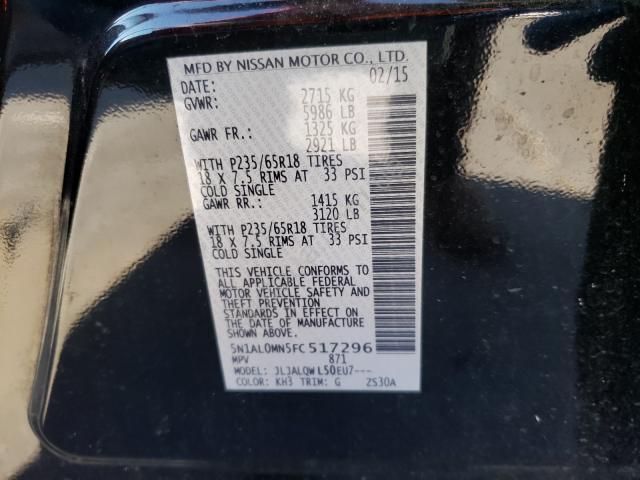 MFD BY NISSAN MOTOR CO., LTD.
DATE: 02/15
GVWR: 2715 KG
5986 LB
GAWR FR.: 1325 KG
2921 LB
WITH P235/65R18 TIRES
18 X 7.5 RIMS AT 33 PSI
COLD SINGLE
GAWR RR.: 1415 KG
3120 LB
WITH P235/65R18 TIRES
18 X 7.5 RIMS AT 33 PSI
COLD SINGLE
THIS VEHICLE CONFORMS TO
ALL APPLICABLE FEDERAL
MOTOR VEHICLE SAFETY AND
THEFT PREVENTION
STANDARDS IN EFFECT ON
THE DATE OF MANUFACTURE
SHOWN ABOVE.
5N1AL0MN5FC517296
MPV 871
MODEL: JLJALQWL50EU7---
COLOR: KH3 TRIM: G ZS30A